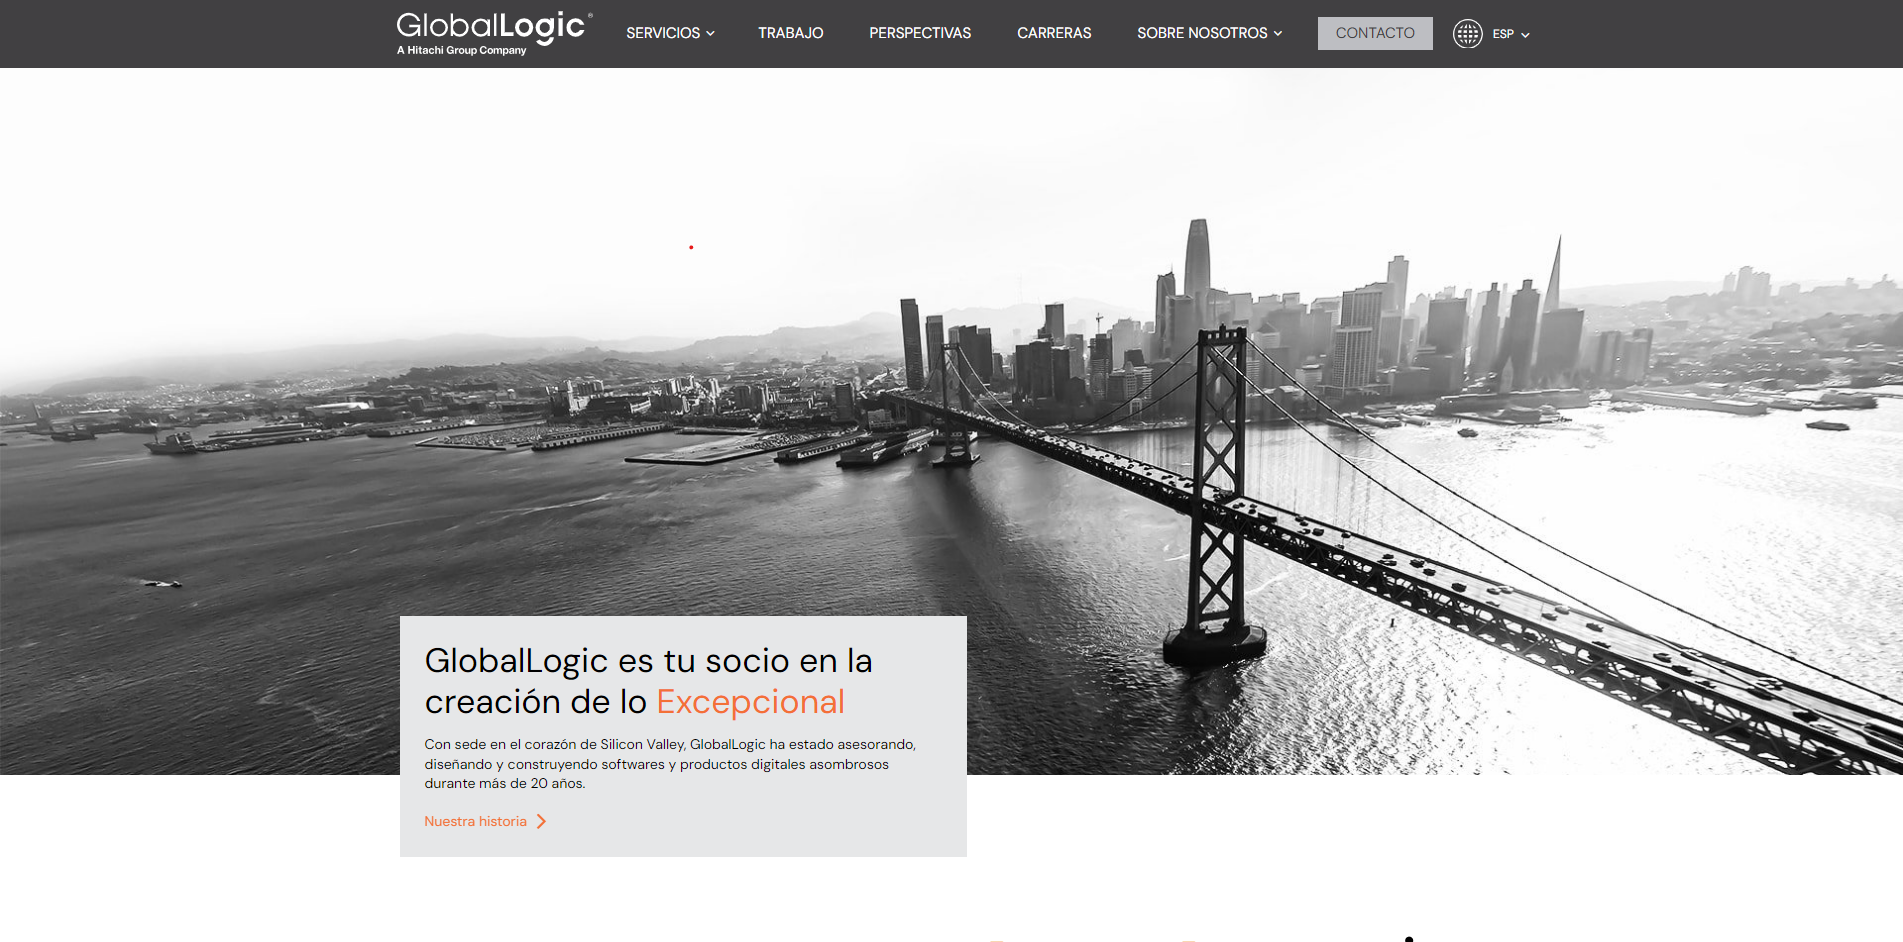 GlobalLogic®
A Hitachi Group Company
SERVICIOS
TRABAJO
PERSPECTIVAS
CARRERAS
SOBRE NOSOTROS
CONTACTO
ESP
GlobalLogic es tu socio en la
creación de lo Excepcional
Con sede en el corazón de Silicon Valley, GlobalLogic ha estado asesorando,
diseñando y construyendo softwares y productos digitales asombrosos
durante más de 20 años.
Nuestra historia